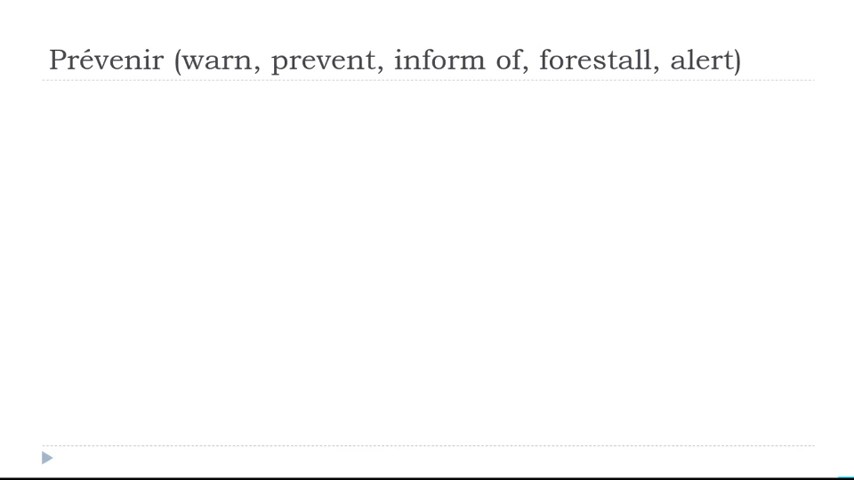 Prévenir (warn, prevent, inform of, forestall, alert)